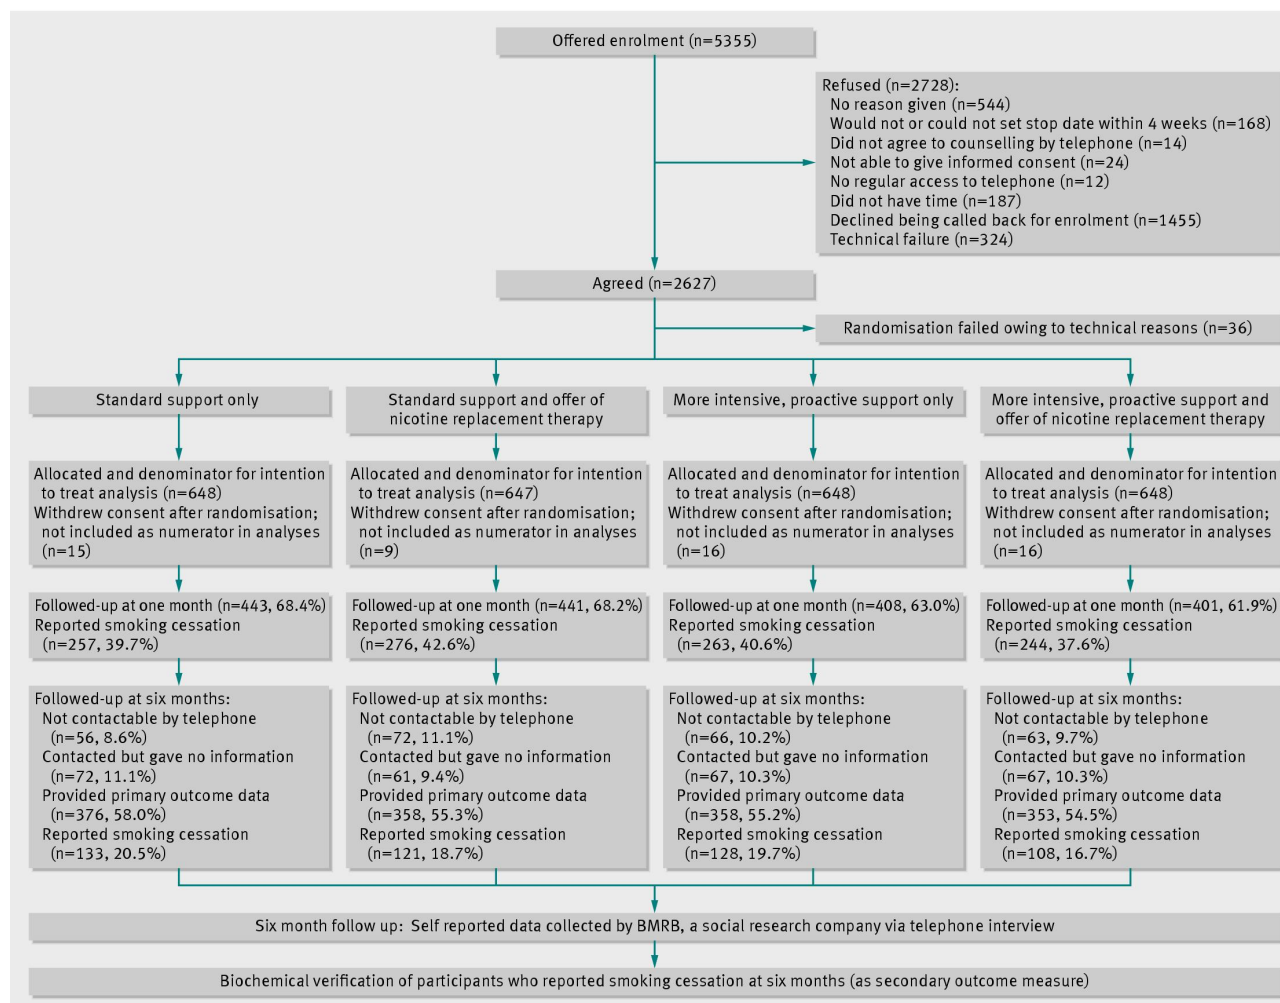 Offered enrolment (n=5355)
Refused (n=2728):
No reason given (n=544)
Would not or could not set stop date within 4 weeks (n=168)
Did not agree to counselling by telephone (n=14)
Not able to give informed consent (n=24)
No regular access to telephone (n=12)
Did not have time (n=187)
Declined being called back for enrolment (n=1455)
Technical failure (n=324)
Agreed (n=2627)
Randomisation failed owing to technical reasons (n=36)
Standard support only
Standard support and offer of
nicotine replacement therapy
More intensive, proactive support only
More intensive, proactive support and
offer of nicotine replacement therapy
Allocated and denominator for intention
to treat analysis (n=648)
Withdrew consent after randomisation;
not included as numerator in analyses
(n=15)
Allocated and denominator for intention
to treat analysis (n=647)
Withdrew consent after randomisation;
not included as numerator in analyses
(n=9)
Allocated and denominator for intention
to treat analysis (n=648)
Withdrew consent after randomisation;
not included as numerator in analyses
(n=16)
Allocated and denominator for intention
to treat analysis (n=648)
Withdrew consent after randomisation;
not included as numerator in analyses
(n=16)
Followed-up at one month (n=443, 68.4%)
Reported smoking cessation
(n=257, 39.7%)
Followed-up at one month (n=441, 68.2%)
Reported smoking cessation
(n=276, 42.6%)
Followed-up at one month (n=408, 63.0%)
Reported smoking cessation
(n=263, 40.6%)
Followed-up at one month (n=401, 61.9%)
Reported smoking cessation
(n=244, 37.6%)
Followed-up at six months:
Not contactable by telephone
(n=56, 8.6%)
Contacted but gave no information
(n=72, 11.1%)
Provided primary outcome data
(n=376, 58.0%)
Reported smoking cessation
(n=133, 20.5%)
Followed-up at six months:
Not contactable by telephone
(n=72, 11.1%)
Contacted but gave no information
(n=61, 9.4%)
Provided primary outcome data
(n=358, 55.3%)
Reported smoking cessation
(n=121, 18.7%)
Followed-up at six months:
Not contactable by telephone
(n=66, 10.2%)
Contacted but gave no information
(n=67, 10.3%)
Provided primary outcome data
(n=358, 55.2%)
Reported smoking cessation
(n=128, 19.7%)
Followed-up at six months:
Not contactable by telephone
(n=63, 9.7%)
Contacted but gave no information
(n=67, 10.3%)
Provided primary outcome data
(n=353, 54.5%)
Reported smoking cessation
(n=108, 16.7%)
Six month follow up: Self reported data collected by BMRB, a social research company via telephone interview
Biochemical verification of participants who reported smoking cessation at six months (as secondary outcome measure)